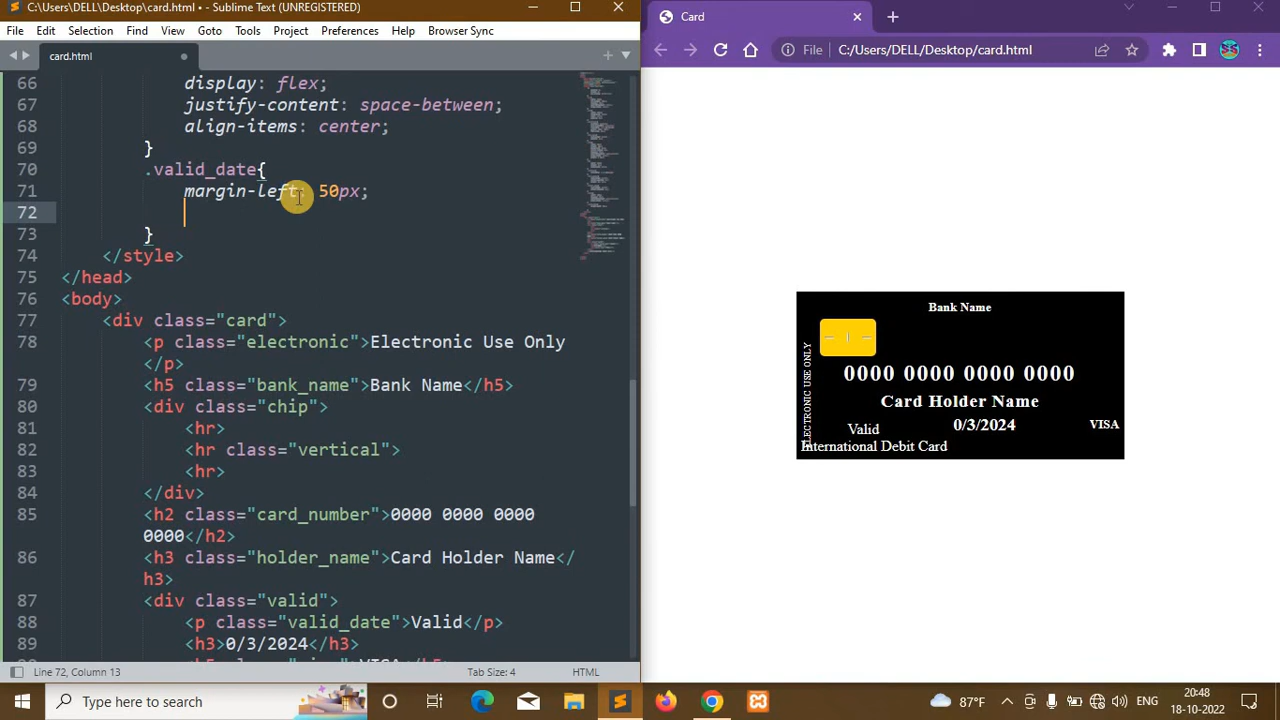 C:\Users\DELL\Desktop\card.html • - Sublime Text (UNREGISTERED)
File Edit Selection Find View Goto Tools Project Preferences Help Browser Sync
card.html
66 display: flex;
67 justify-content: space-between;
68 align-items: center;
69 }
70 .valid_date{
71 margin-left: 50px;
72
73 }
74 </style>
75 </head>
76 <body>
77 <div class="card">
78 <p class="electronic">Electronic Use Only
</p>
79 <h5 class="bank_name">Bank Name</h5>
80 <div class="chip">
81 <hr>
82 <hr class="vertical">
83 <hr>
84 </div>
85 <h2 class="card_number">0000 0000 0000
0000</h2>
86 <h3 class="holder_name">Card Holder Name</
h3>
87 <div class="valid">
88 <p class="valid_date">Valid</p>
89 <h3>0/3/2024</h3>
Line 72, Column 13
Tab Size: 4
HTML
Card
File C:/Users/DELL/Desktop/card.html
Bank Name
ELECTRONIC USE ONLY
0000 0000 0000 0000
Card Holder Name
Valid 0/3/2024 VISA
International Debit Card
Type here to search
87°F
ENG
20:48
18-10-2022